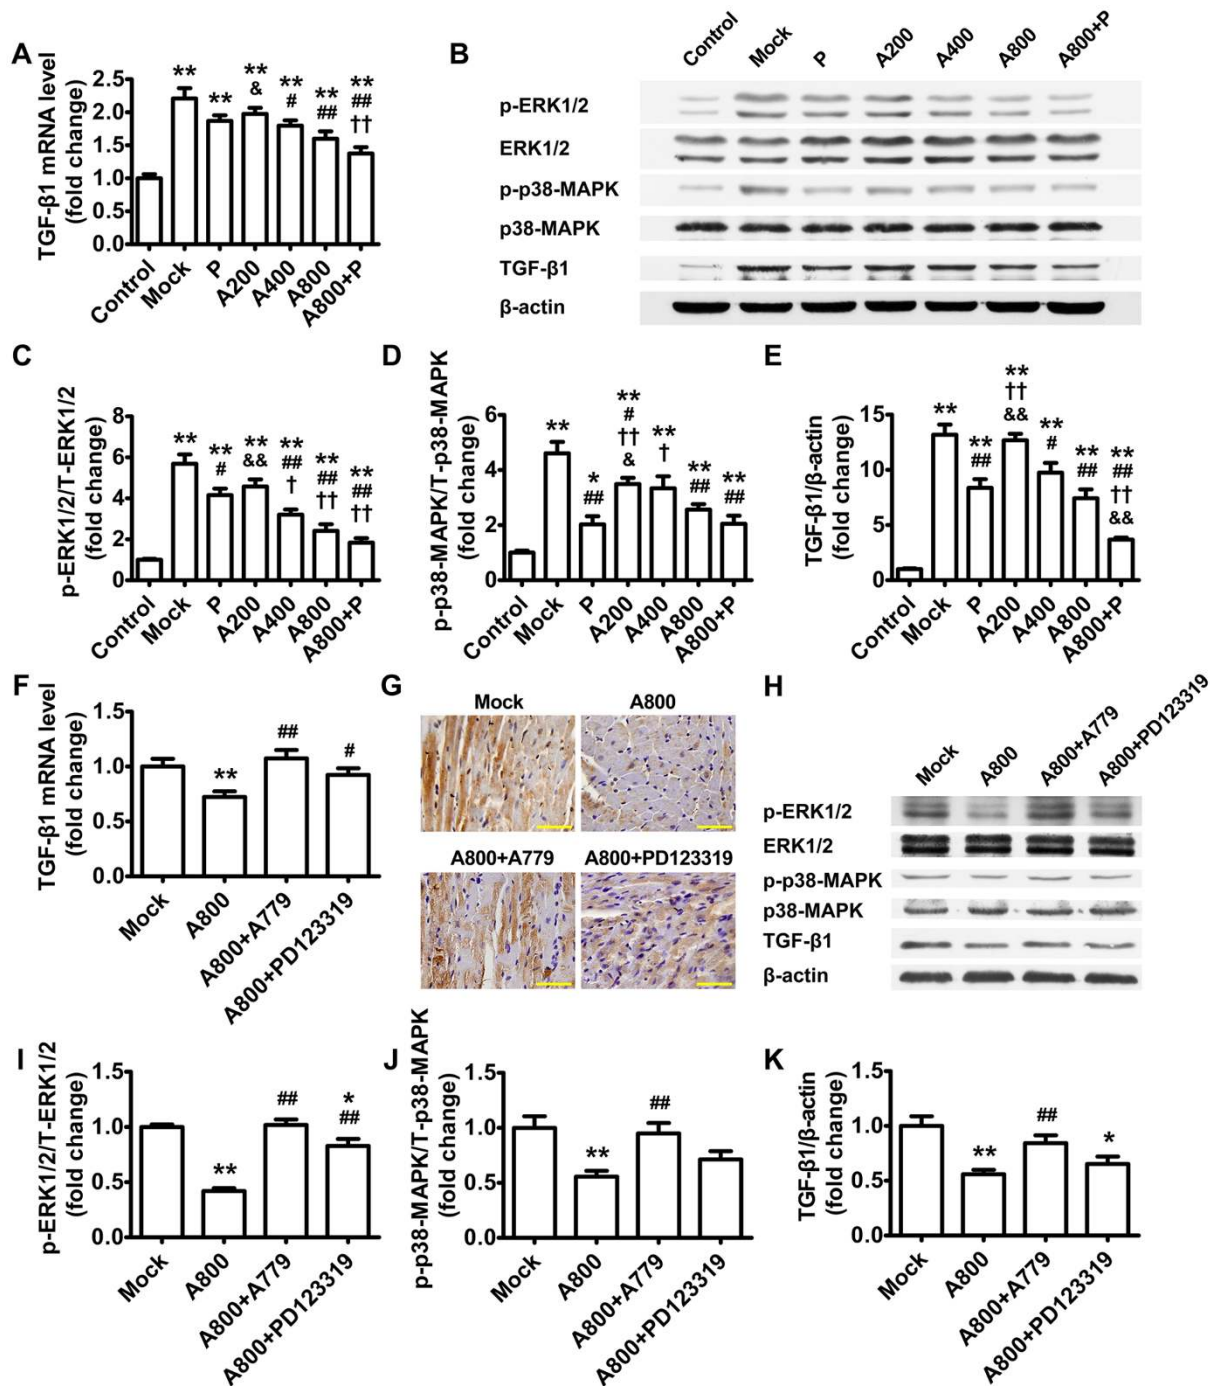 A
TGF-β1 mRNA level
(fold change)
2.5
2.0
1.5
1.0
0.5
0.0
**
**
**
&
**
#
**
##
**
##
††
Control
Mock
P
A200
A400
A800
A800+P
B
Control
Mock
P
A200
A400
A800
A800+P
p-ERK1/2
ERK1/2
p-p38-MAPK
p38-MAPK
TGF-β1
β-actin
C
p-ERK1/2/T-ERK1/2
(fold change)
8
6
4
2
0
**
**
#
**
&&
**
##
†
**
##
††
**
##
††
Control
Mock
P
A200
A400
A800
A800+P
D
p-p38-MAPK/T-p38-MAPK
(fold change)
6
4
2
0
**
*
##
**
#
††
&
**
†
**
##
**
##
Control
Mock
P
A200
A400
A800
A800+P
E
TGF-β1/β-actin
(fold change)
15
10
5
0
**
**
##
**
††
&&
**
#
**
##
**
##
††
&&
Control
Mock
P
A200
A400
A800
A800+P
F
TGF-β1 mRNA level
(fold change)
1.5
1.0
0.5
0.0
**
##
#
Mock
A800
A800+A779
A800+PD123319
G
Mock
A800
A800+A779
A800+PD123319
H
Mock
A800
A800+A779
A800+PD123319
p-ERK1/2
ERK1/2
p-p38-MAPK
p38-MAPK
TGF-β1
β-actin
I
p-ERK1/2/T-ERK1/2
(fold change)
1.5
1.0
0.5
0.0
**
##
*
##
Mock
A800
A800+A779
A800+PD123319
J
p-p38-MAPK/T-p38-MAPK
(fold change)
1.5
1.0
0.5
0.0
**
##
Mock
A800
A800+A779
A800+PD123319
K
TGF-β1/β-actin
(fold change)
1.5
1.0
0.5
0.0
**
##
*
Mock
A800
A800+A779
A800+PD123319